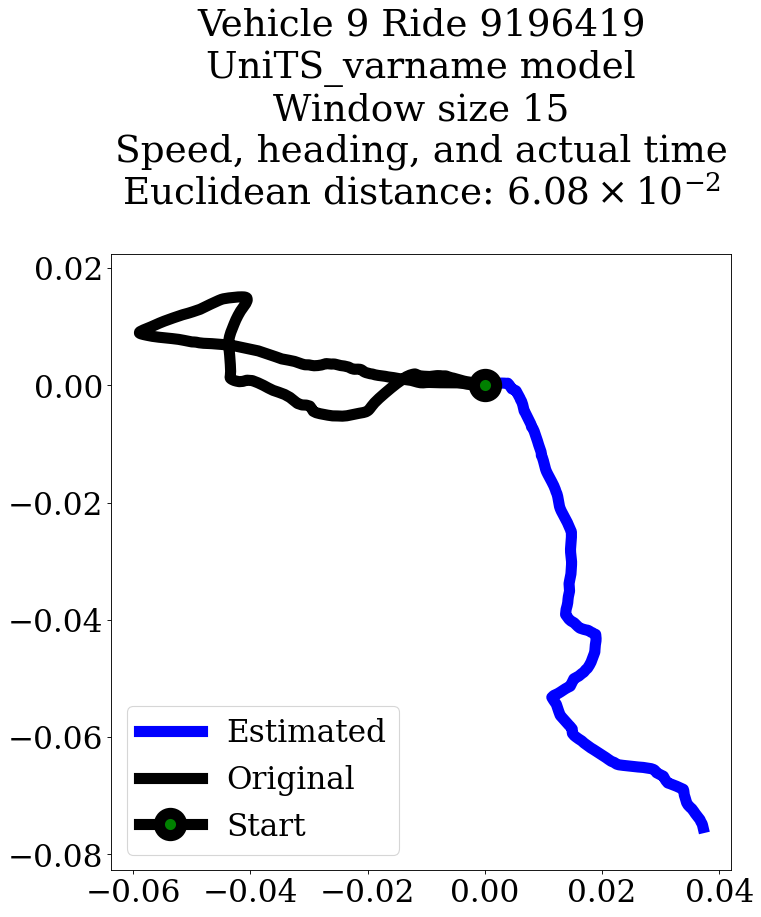 Vehicle 9 Ride 9196419
UniTS_varname model
Window size 15
Speed, heading, and actual time
Euclidean distance: 6.08 × 10⁻²
0.02
0.00
−0.02
−0.04
−0.06
−0.08
Estimated
Original
Start
−0.06 −0.04 −0.02 0.00 0.02 0.04